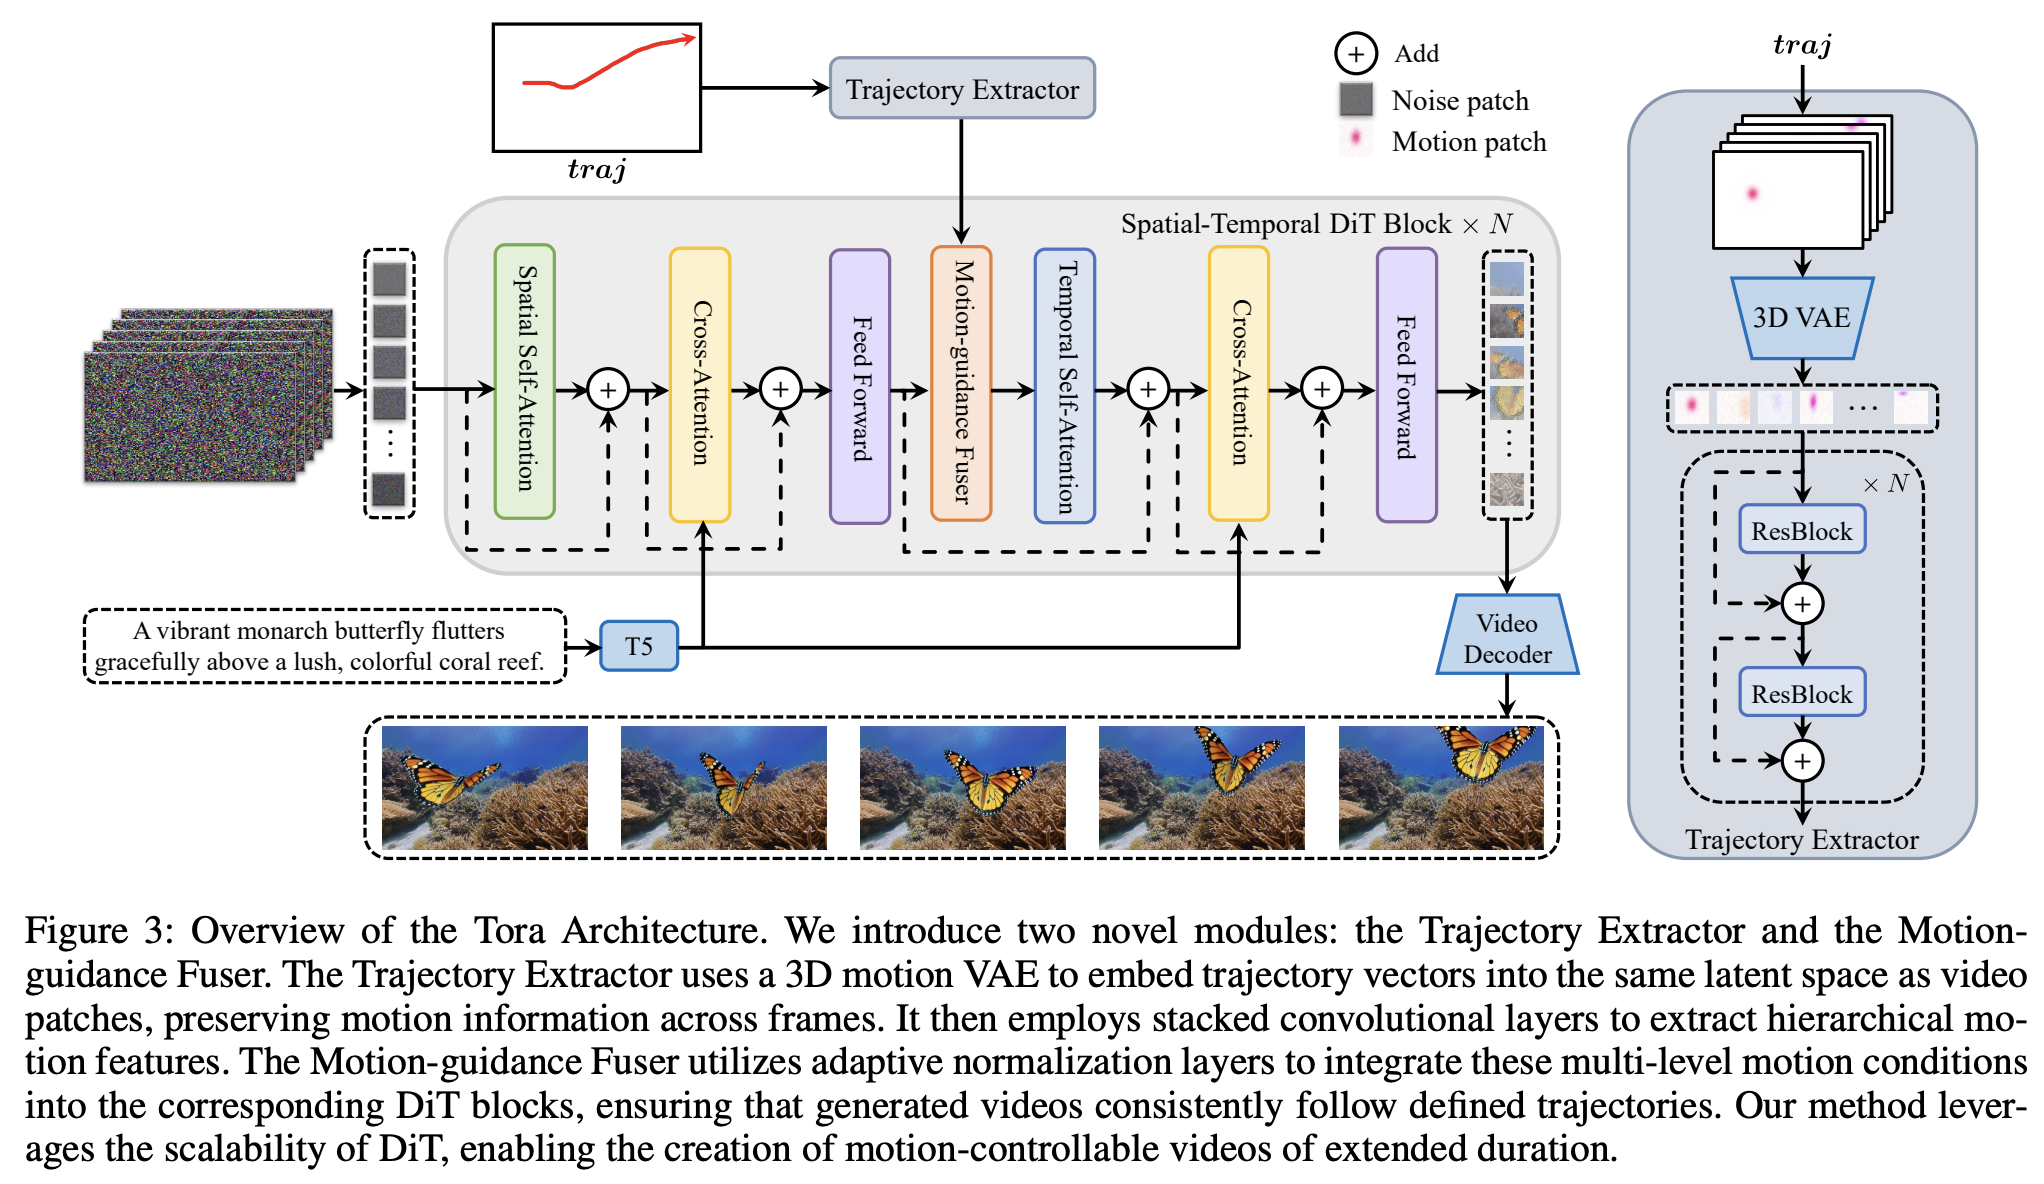 traj
Trajectory Extractor
+ Add
Noise patch
Motion patch
Spatial-Temporal DiT Block × N
Spatial Self-Attention
+
Cross-Attention
+
Feed Forward
Motion-guidance Fuser
Temporal Self-Attention
+
Cross-Attention
+
Feed Forward
A vibrant monarch butterfly flutters
gracefully above a lush, colorful coral reef.
T5
Video
Decoder
traj
3D VAE
× N
ResBlock
+
ResBlock
+
Trajectory Extractor
Figure 3: Overview of the Tora Architecture. We introduce two novel modules: the Trajectory Extractor and the Motion-
guidance Fuser. The Trajectory Extractor uses a 3D motion VAE to embed trajectory vectors into the same latent space as video
patches, preserving motion information across frames. It then employs stacked convolutional layers to extract hierarchical mo-
tion features. The Motion-guidance Fuser utilizes adaptive normalization layers to integrate these multi-level motion conditions
into the corresponding DiT blocks, ensuring that generated videos consistently follow defined trajectories. Our method lever-
ages the scalability of DiT, enabling the creation of motion-controllable videos of extended duration.